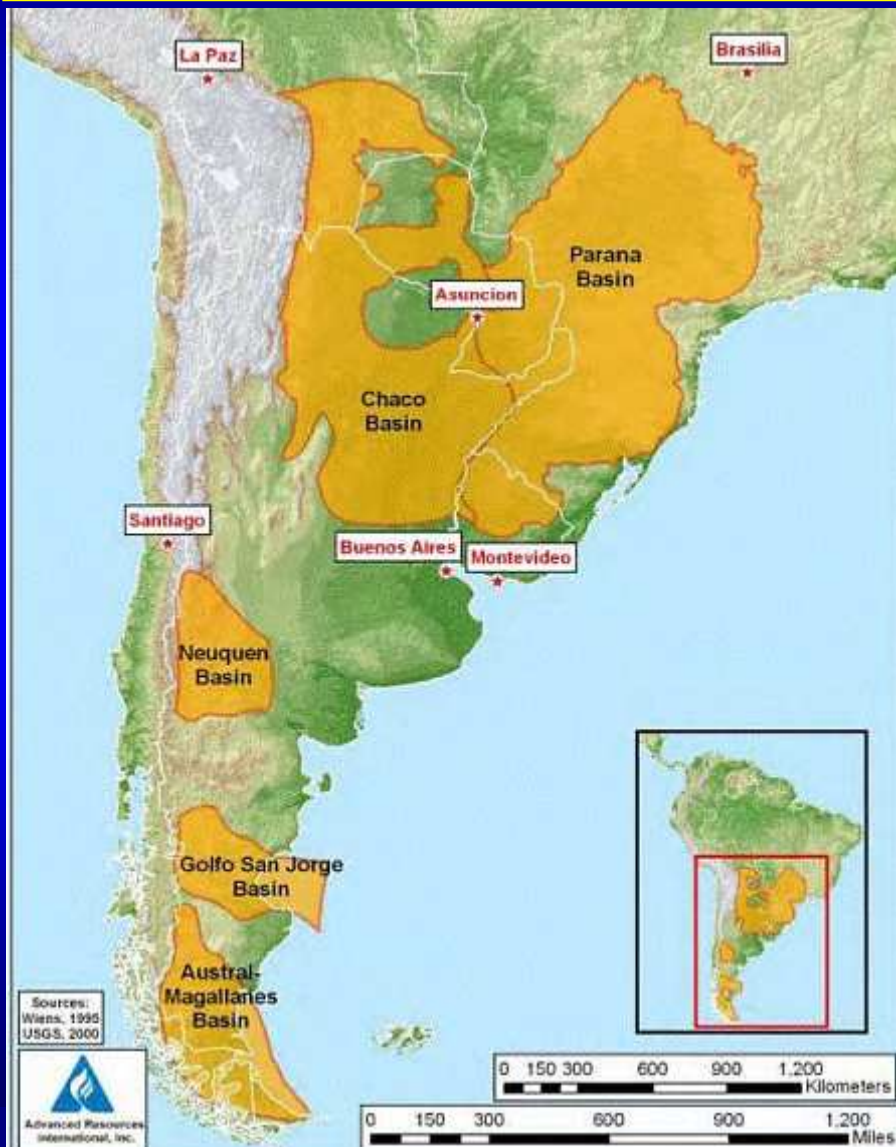 La Paz
Brasilia
Parana
Basin
Asuncion
Chaco
Basin
Santiago
Buenos Aires
Montevideo
Neuquen
Basin
Golfo San Jorge
Basin
Austral-
Magallanes
Basin
Sources:
Wiens, 1995
USGS, 2000
Advanced Resources
International, Inc.
0 150 300 600 900 1,200
Kilometers
0 150 300 600 900 1,200
Miles